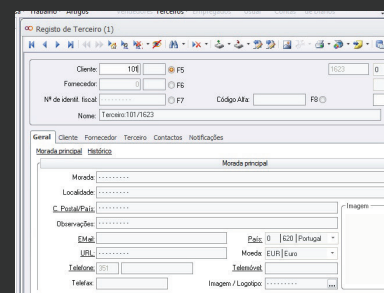 Trabalho Artigos Terceiros
Registo de Terceiro (1)
Cliente: 101 F5 1623 0
Fornecedor: 0 F6
Nº de identif. fiscal: F7 Código Alfa: F8
Nome: Terceiro:101/1623
Geral Cliente Fornecedor Terceiro Contactos Notificações
Morada principal Histórico
Morada principal
Morada:
Localidade:
C. Postal/País: Imagem
Observações:
EMail: País: 0 620 Portugal
URL: Moeda: EUR Euro
Telefone: 351 Telemóvel:
Telefax: Imagem / Logotipo: ...